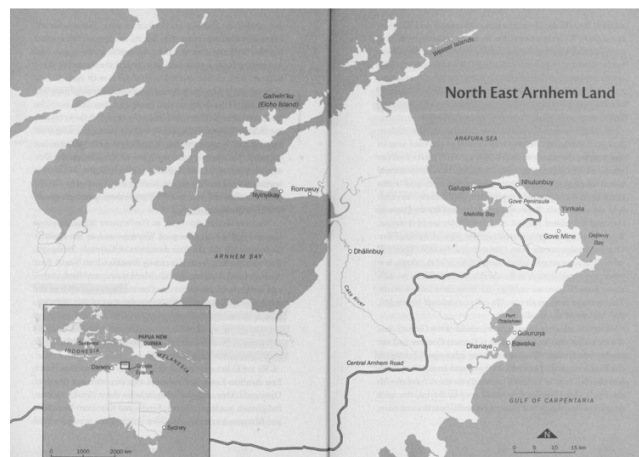 Wessel Islands
North East Arnhem Land
Galiwin'ku
(Elcho Island)
ARAFURA SEA
Nhulunbuy
Galupa
Nyinyikay
Rorruwuy
Gove Peninsula
Melville Bay
Yirrkala
Gove Mine
Dhälinbuy
ARNHEM BAY
Cato River
Port
Bradshaw
Guluruna
Bawaka
Dhanaya
Central Arnhem Road
GULF OF CARPENTARIA
PAPUA NEW
GUINEA
INDONESIA
MELANESIA
Darwin
Sydney
0 1000 2000 km
N
0 5 10 15 km